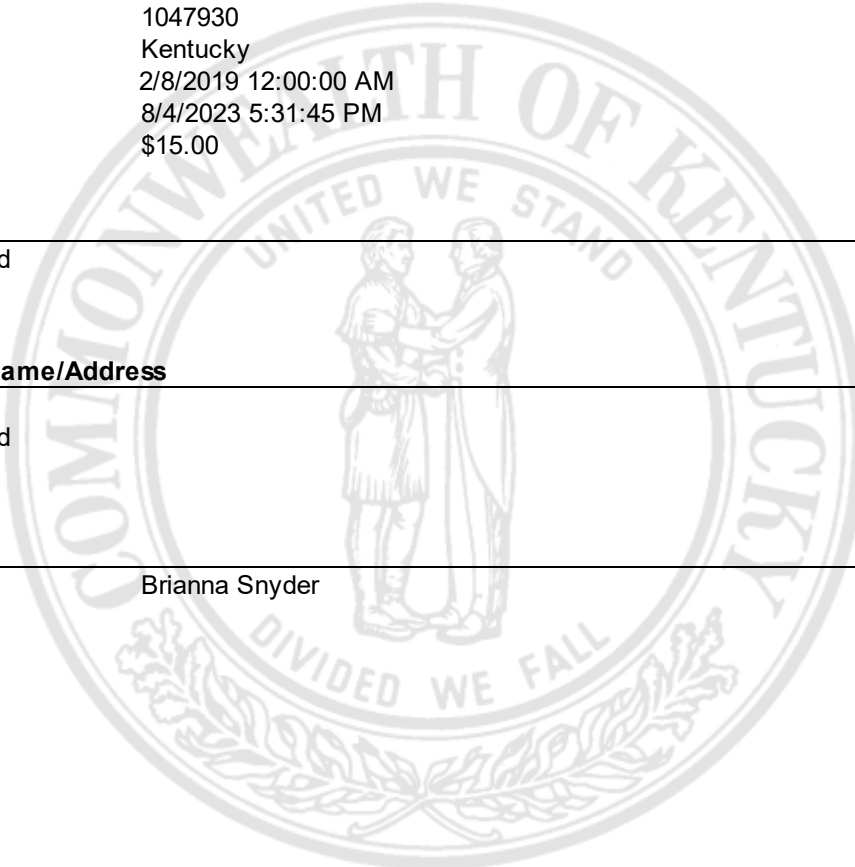 1047930
Kentucky
2/8/2019 12:00:00 AM
8/4/2023 5:31:45 PM
$15.00
COMMONWEALTH OF KENTUCKY
UNITED WE STAND
d
ame/Address
d
Brianna Snyder
DIVIDED WE FALL